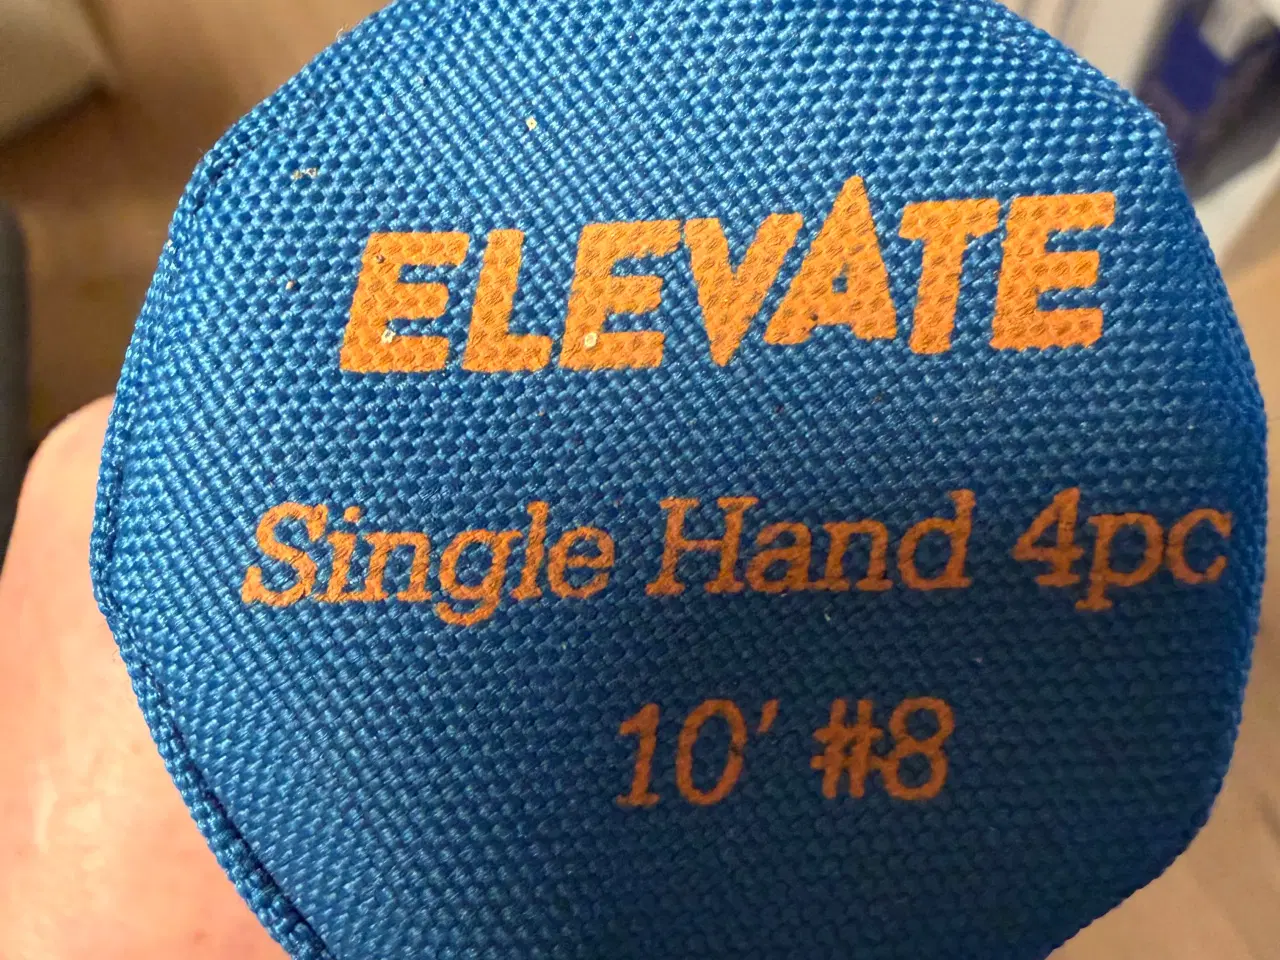 ELEVATE
Single Hand 4pc
10' #8